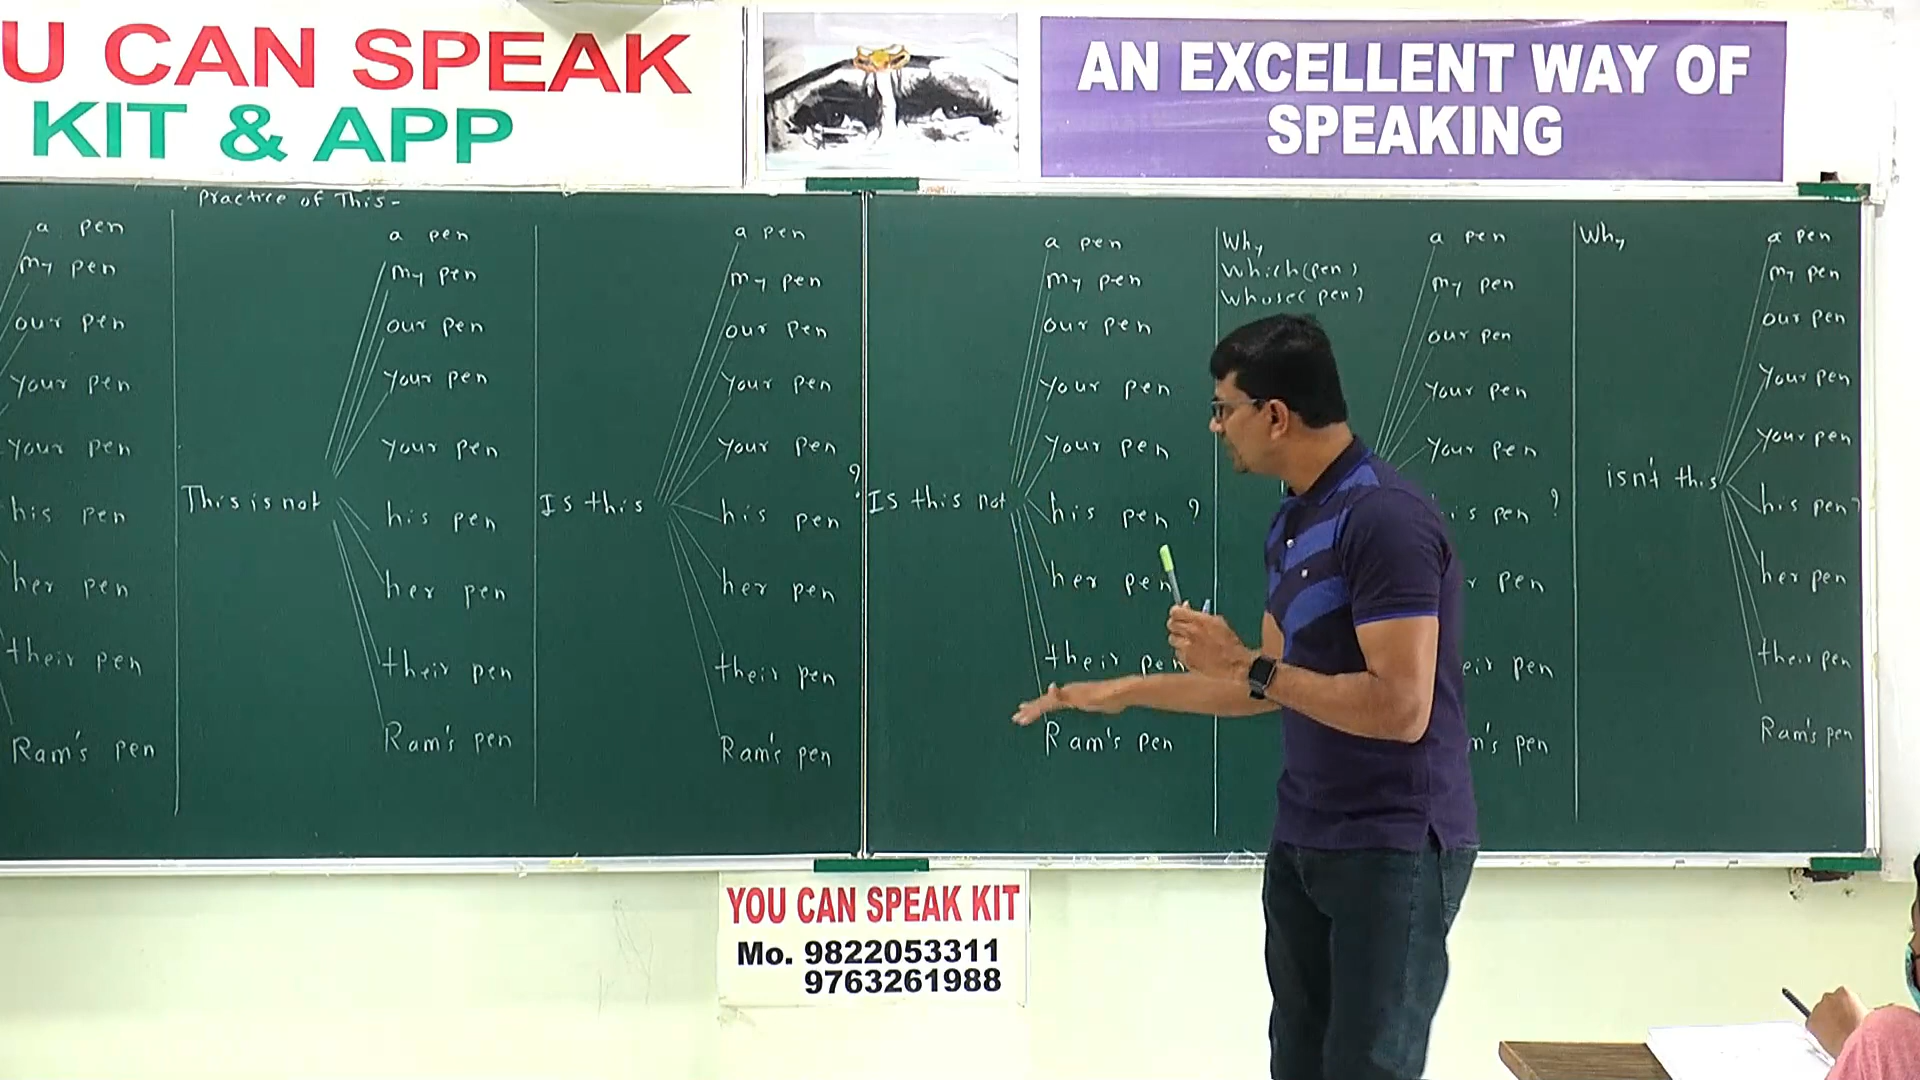 U CAN SPEAK
KIT & APP
AN EXCELLENT WAY OF
SPEAKING
Practice of This-
a pen
my pen
our pen
your pen
your pen
his pen
her pen
their pen
Ram's pen
This is not
a pen
my pen
our pen
your pen
your pen
his pen
her pen
their pen
Ram's pen
Is this
a pen
my pen
our pen
your pen
your pen
his pen ?
her pen
their pen
Ram's pen
Is this not
a pen
my pen
our pen
your pen
your pen
his pen ?
her pen
their pen
Ram's pen
Why
Which (pen)
Whose( pen)
a pen
my pen
our pen
your pen
your pen
is pen ?
r pen
eir pen
m's pen
Why
isn't this
a pen
my pen
our pen
your pen
your pen
his pen?
her pen
their pen
Ram's pen
YOU CAN SPEAK KIT
Mo. 9822053311
9763261988